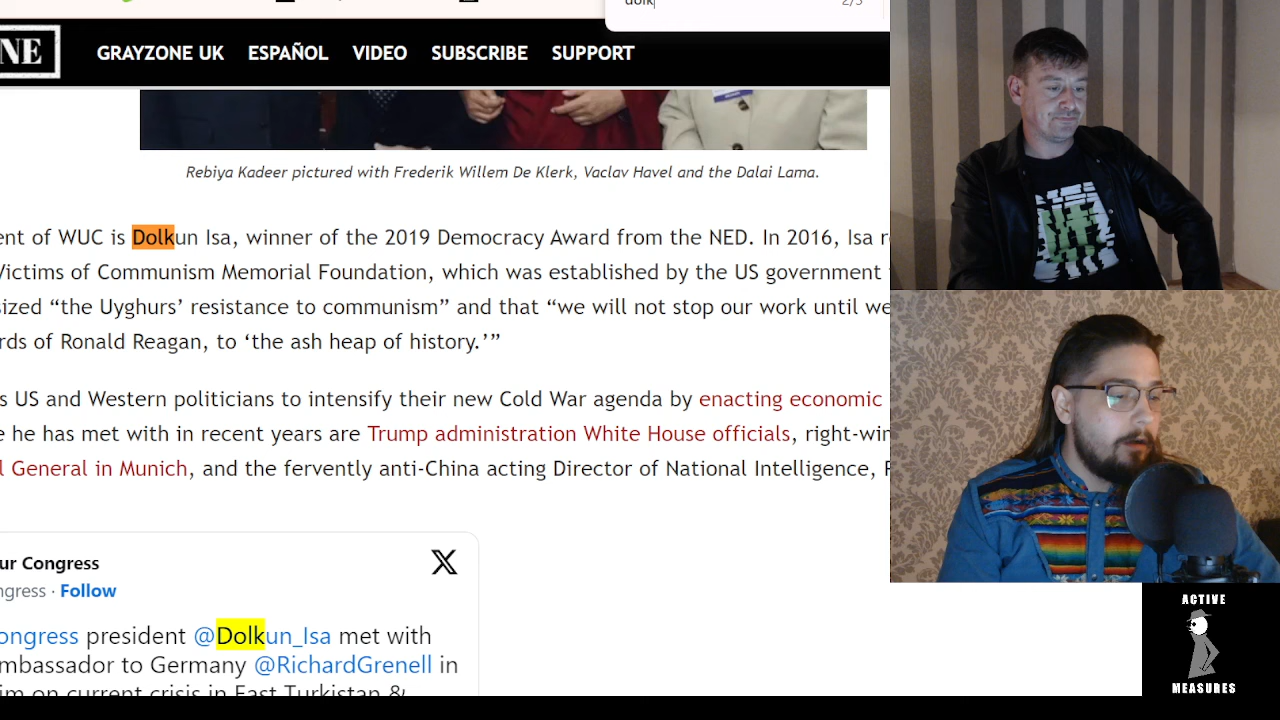 dolk 2/5
NE GRAYZONE UK ESPAÑOL VIDEO SUBSCRIBE SUPPORT
Rebiya Kadeer pictured with Frederik Willem De Klerk, Vaclav Havel and the Dalai Lama.
ent of WUC is Dolkun Isa, winner of the 2019 Democracy Award from the NED. In 2016, Isa
Victims of Communism Memorial Foundation, which was established by the US government
sized “the Uyghurs’ resistance to communism” and that “we will not stop our work until we
rds of Ronald Reagan, to ‘the ash heap of history.’”
s US and Western politicians to intensify their new Cold War agenda by enacting economic
e he has met with in recent years are Trump administration White House officials, right-win
l General in Munich, and the fervently anti-China acting Director of National Intelligence,
ur Congress
ngress · Follow
ongress president @Dolkun_Isa met with
mbassador to Germany @RichardGrenell in
im on current crisis in East Turkistan &
ACTIVE
MEASURES